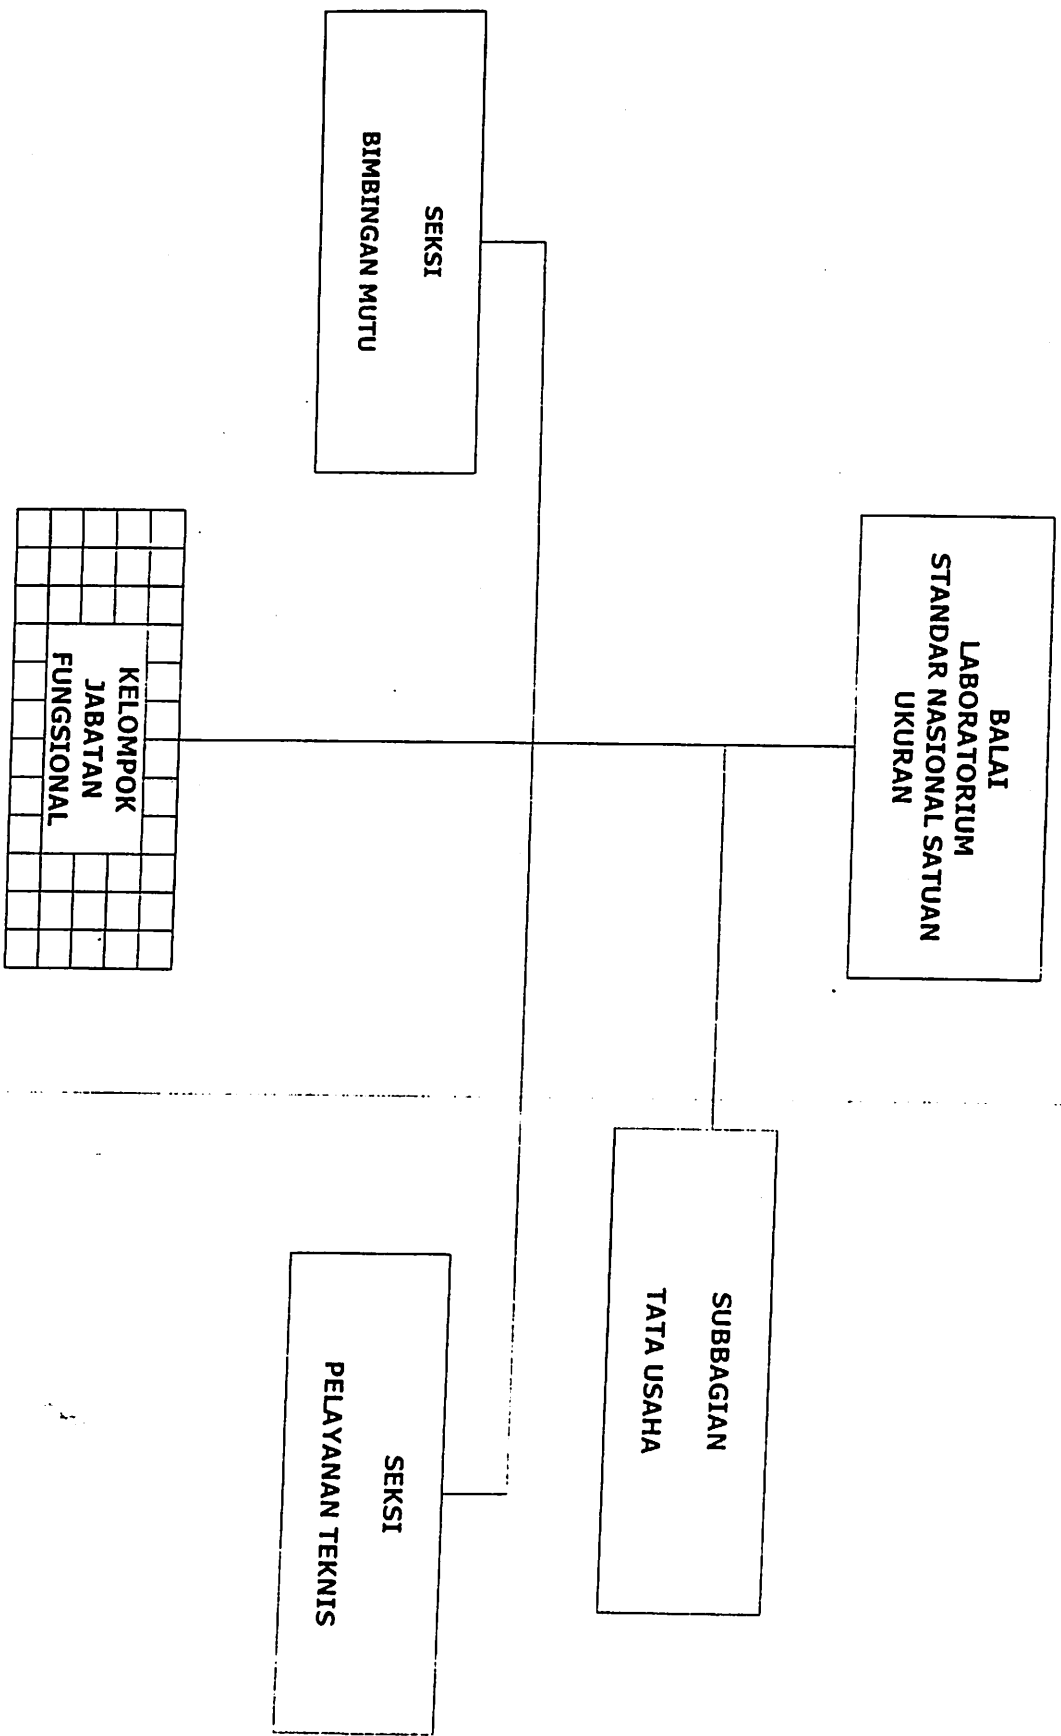 BALAI
LABORATORIUM
STANDAR NASIONAL SATUAN
UKURAN
SUBBAGIAN
TATA USAHA
SEKSI
BIMBINGAN MUTU
SEKSI
PELAYANAN TEKNIS
KELOMPOK
JABATAN
FUNGSIONAL